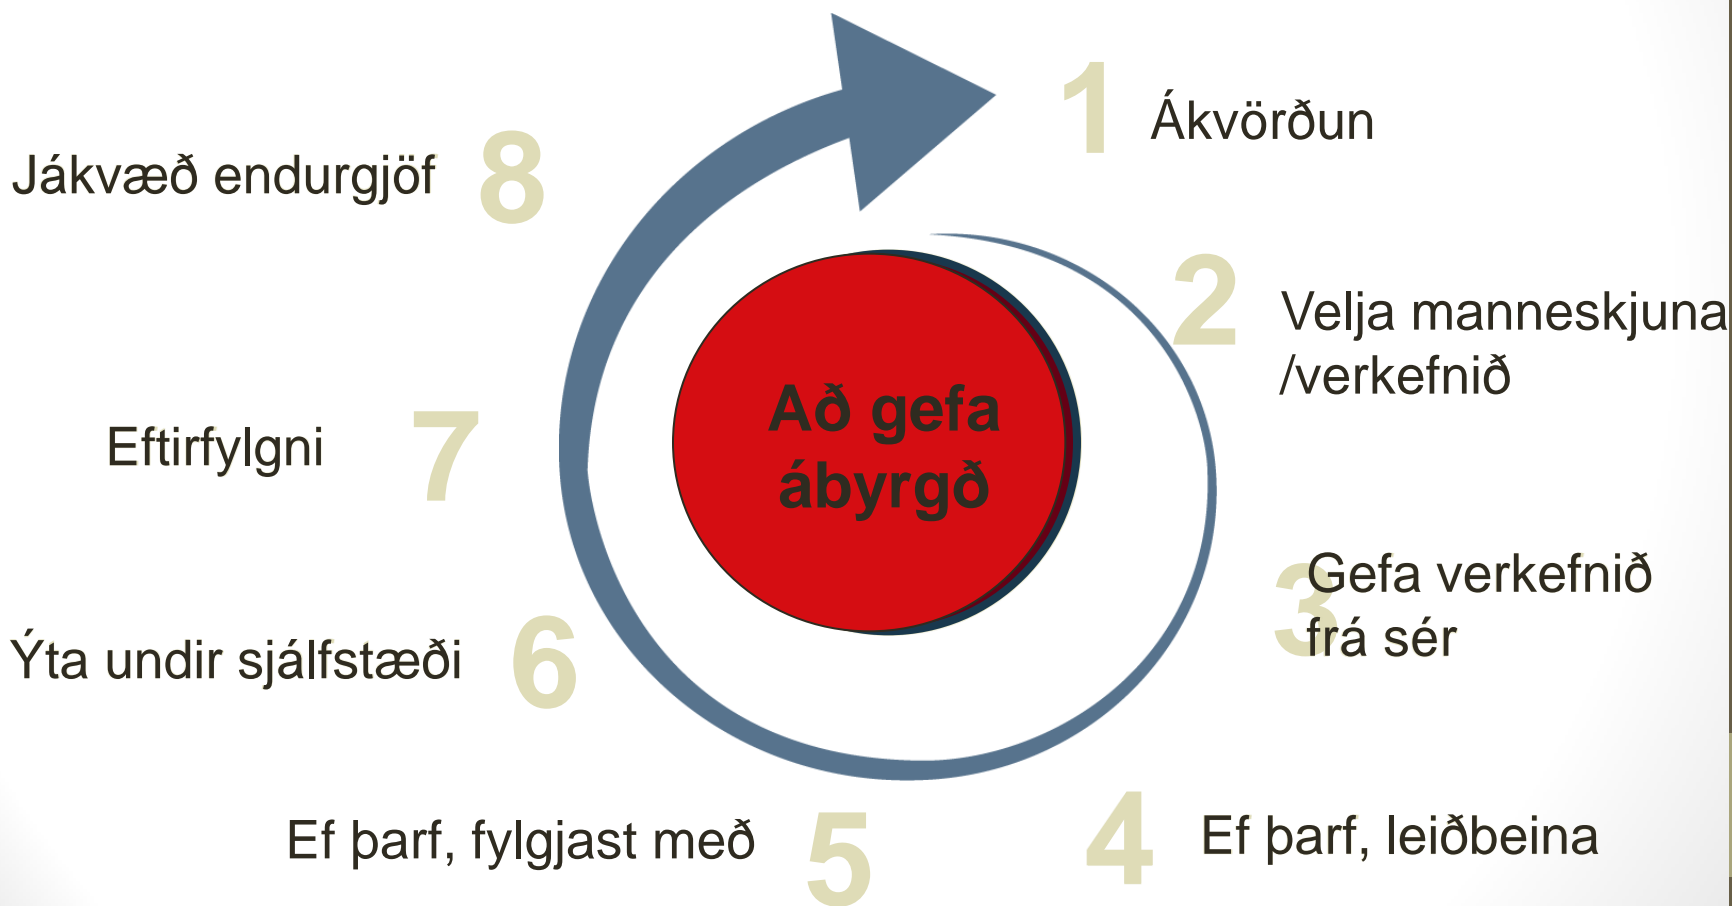 Að gefa
ábyrgð
1
Ákvörðun
2
Velja manneskjuna
/verkefnið
3
Gefa verkefnið
frá sér
4
Ef þarf, leiðbeina
5
Ef þarf, fylgjast með
6
Ýta undir sjálfstæði
7
Eftirfylgni
8
Jákvæð endurgjöf